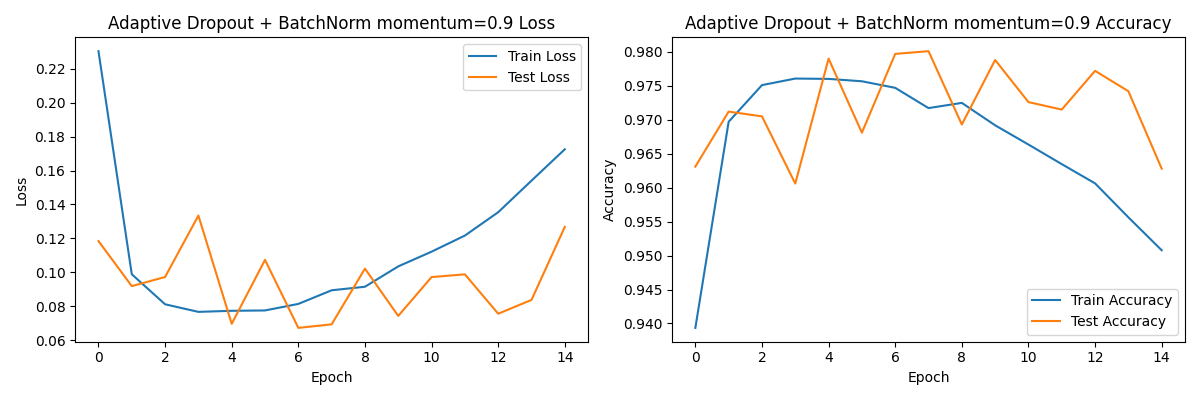 Adaptive Dropout + BatchNorm momentum=0.9 Loss
Train Loss
Test Loss
0.22
0.20
0.18
0.16
0.14
0.12
0.10
0.08
0.06
Loss
0 2 4 6 8 10 12 14
Epoch
Adaptive Dropout + BatchNorm momentum=0.9 Accuracy
0.980
0.975
0.970
0.965
0.960
0.955
0.950
0.945
0.940
Accuracy
Train Accuracy
Test Accuracy
0 2 4 6 8 10 12 14
Epoch